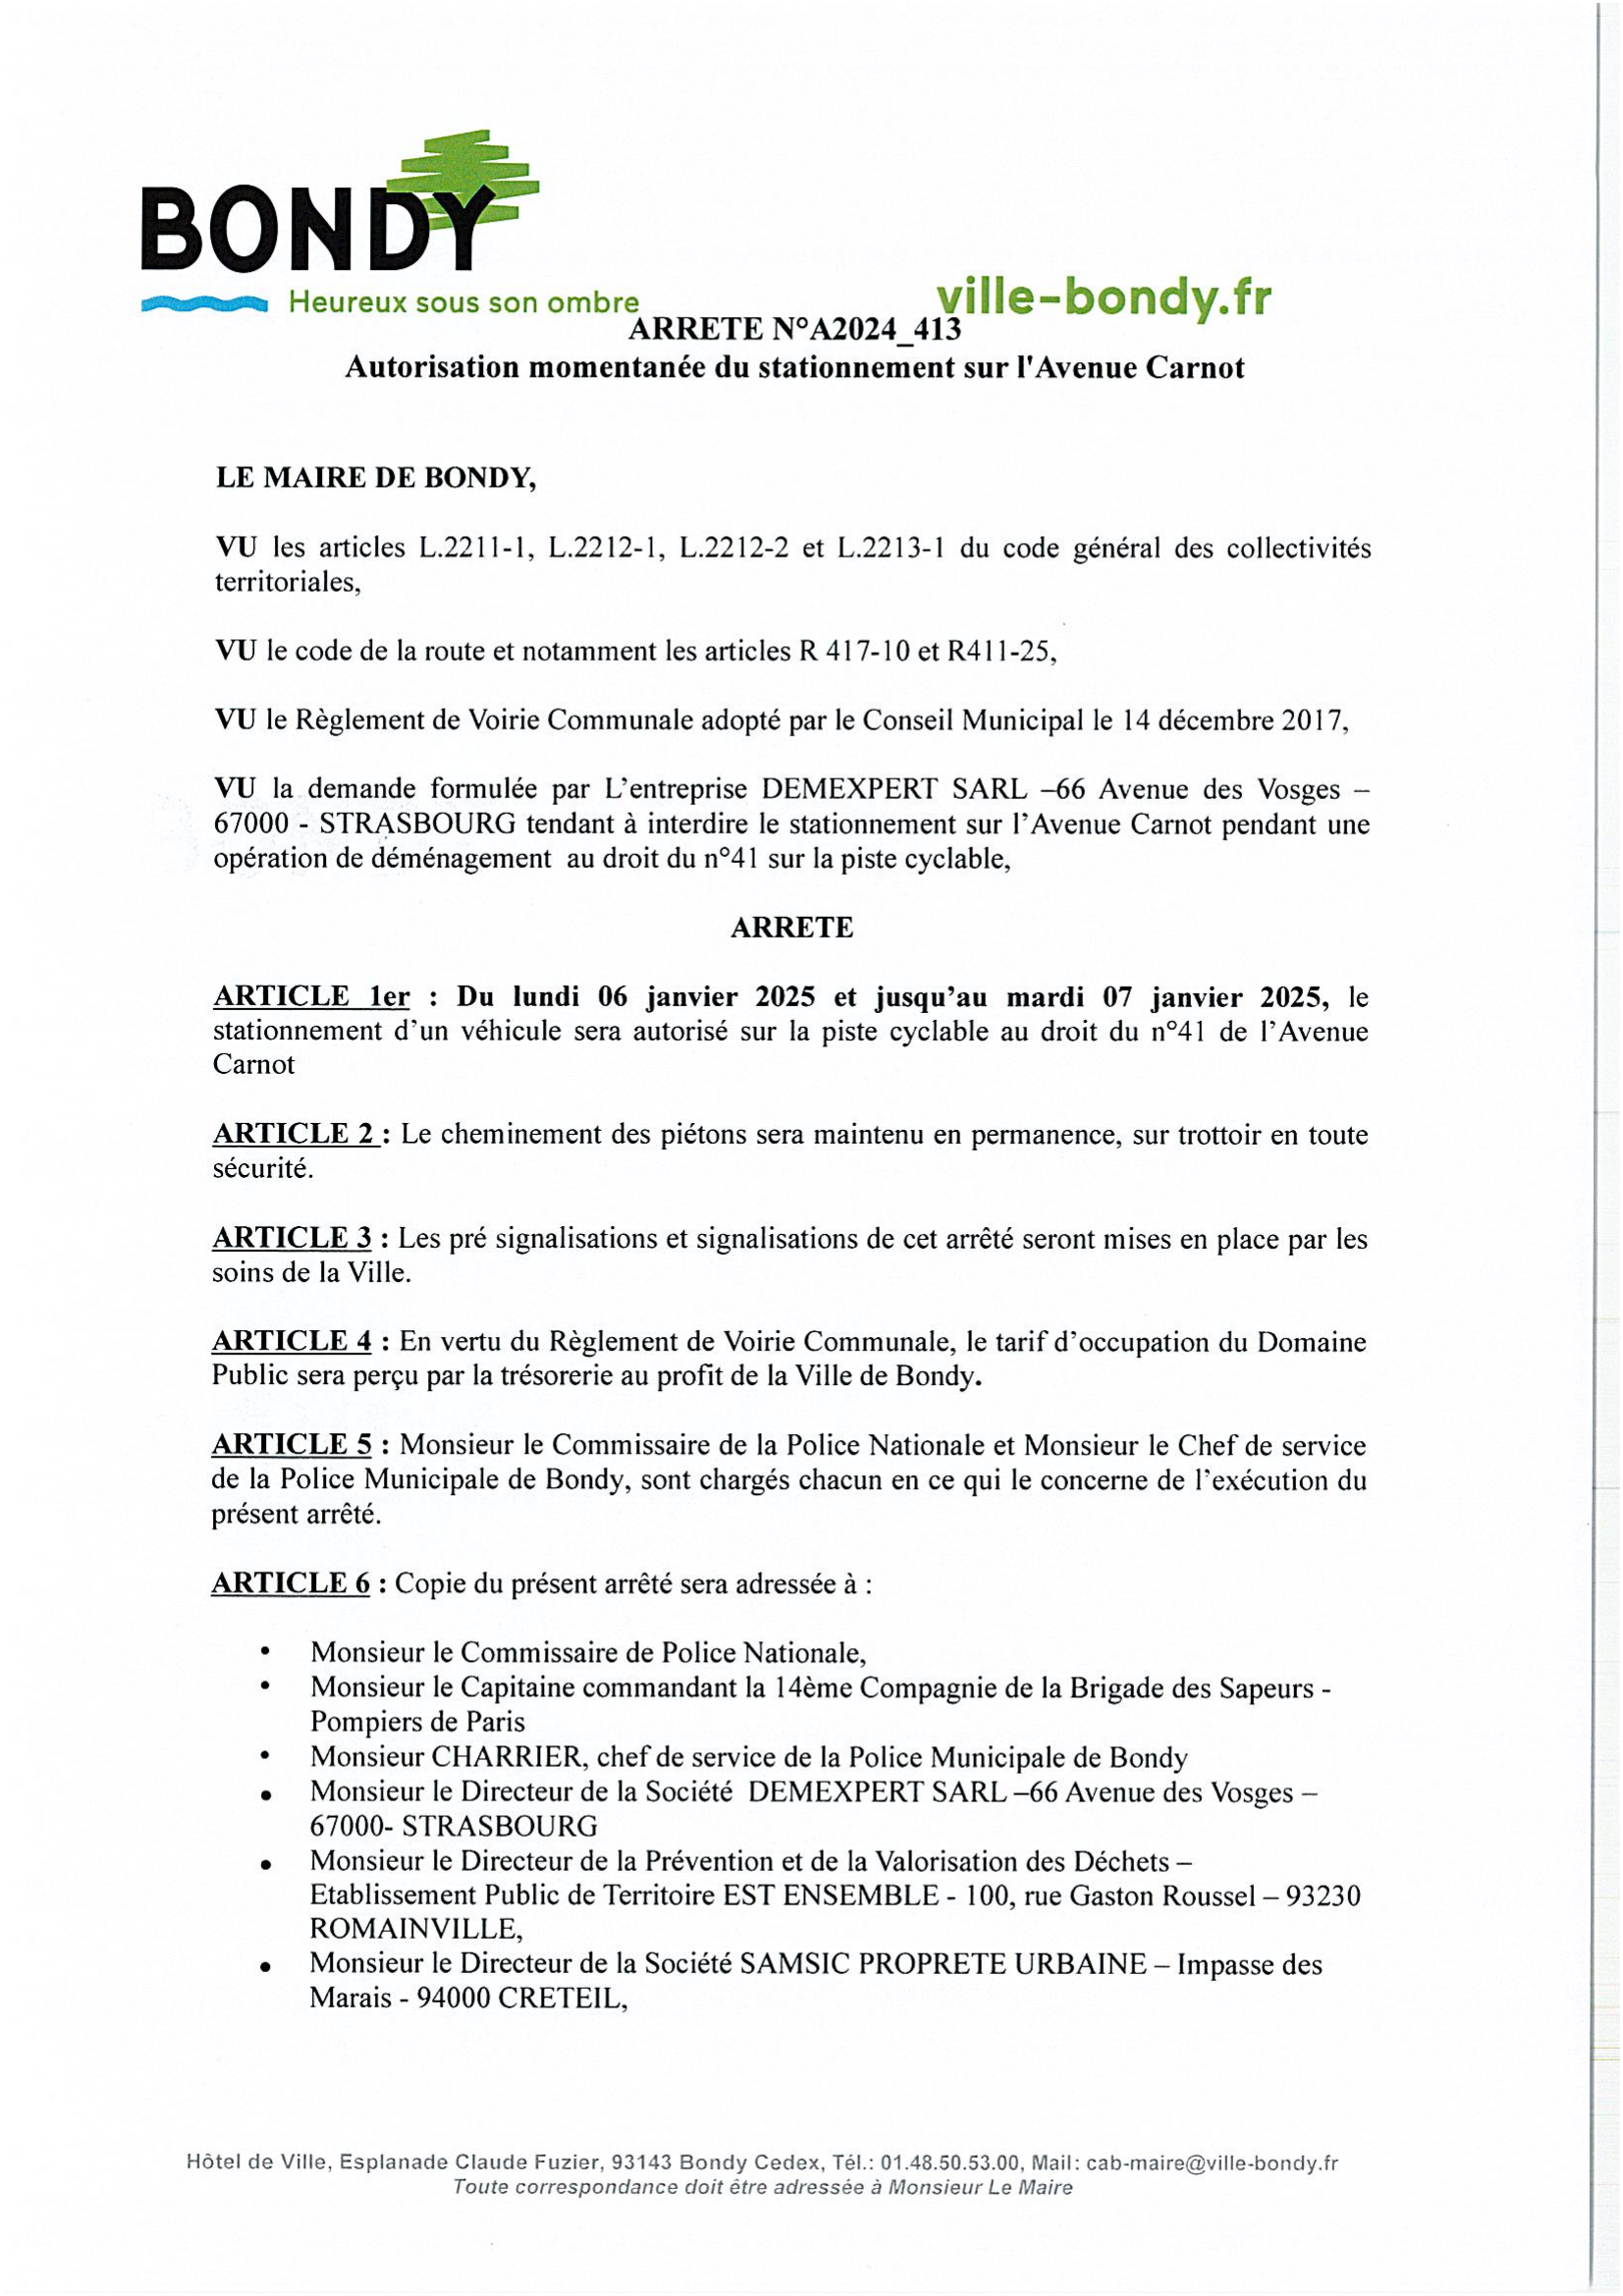 BONDY
Heureux sous son ombre
ville-bondy.fr
ARRETE N°A2024_413
Autorisation momentanée du stationnement sur l'Avenue Carnot
LE MAIRE DE BONDY,
VU les articles L.2211-1, L.2212-1, L.2212-2 et L.2213-1 du code général des collectivités
territoriales,
VU le code de la route et notamment les articles R 417-10 et R411-25,
VU le Règlement de Voirie Communale adopté par le Conseil Municipal le 14 décembre 2017,
VU la demande formulée par L’entreprise DEMEXPERT SARL –66 Avenue des Vosges –
67000 - STRASBOURG tendant à interdire le stationnement sur l’Avenue Carnot pendant une
opération de déménagement au droit du n°41 sur la piste cyclable,
ARRETE
ARTICLE 1er : Du lundi 06 janvier 2025 et jusqu’au mardi 07 janvier 2025, le
stationnement d’un véhicule sera autorisé sur la piste cyclable au droit du n°41 de l’Avenue
Carnot
ARTICLE 2 : Le cheminement des piétons sera maintenu en permanence, sur trottoir en toute
sécurité.
ARTICLE 3 : Les pré signalisations et signalisations de cet arrêté seront mises en place par les
soins de la Ville.
ARTICLE 4 : En vertu du Règlement de Voirie Communale, le tarif d’occupation du Domaine
Public sera perçu par la trésorerie au profit de la Ville de Bondy.
ARTICLE 5 : Monsieur le Commissaire de la Police Nationale et Monsieur le Chef de service
de la Police Municipale de Bondy, sont chargés chacun en ce qui le concerne de l’exécution du
présent arrêté.
ARTICLE 6 : Copie du présent arrêté sera adressée à :
• Monsieur le Commissaire de Police Nationale,
• Monsieur le Capitaine commandant la 14ème Compagnie de la Brigade des Sapeurs -
Pompiers de Paris
• Monsieur CHARRIER, chef de service de la Police Municipale de Bondy
• Monsieur le Directeur de la Société DEMEXPERT SARL –66 Avenue des Vosges –
67000- STRASBOURG
• Monsieur le Directeur de la Prévention et de la Valorisation des Déchets –
Etablissement Public de Territoire EST ENSEMBLE - 100, rue Gaston Roussel – 93230
ROMAINVILLE,
• Monsieur le Directeur de la Société SAMSIC PROPRETE URBAINE – Impasse des
Marais - 94000 CRETEIL,
Hôtel de Ville, Esplanade Claude Fuzier, 93143 Bondy Cedex, Tél.: 01.48.50.53.00, Mail: cab-maire@ville-bondy.fr
Toute correspondance doit être adressée à Monsieur Le Maire